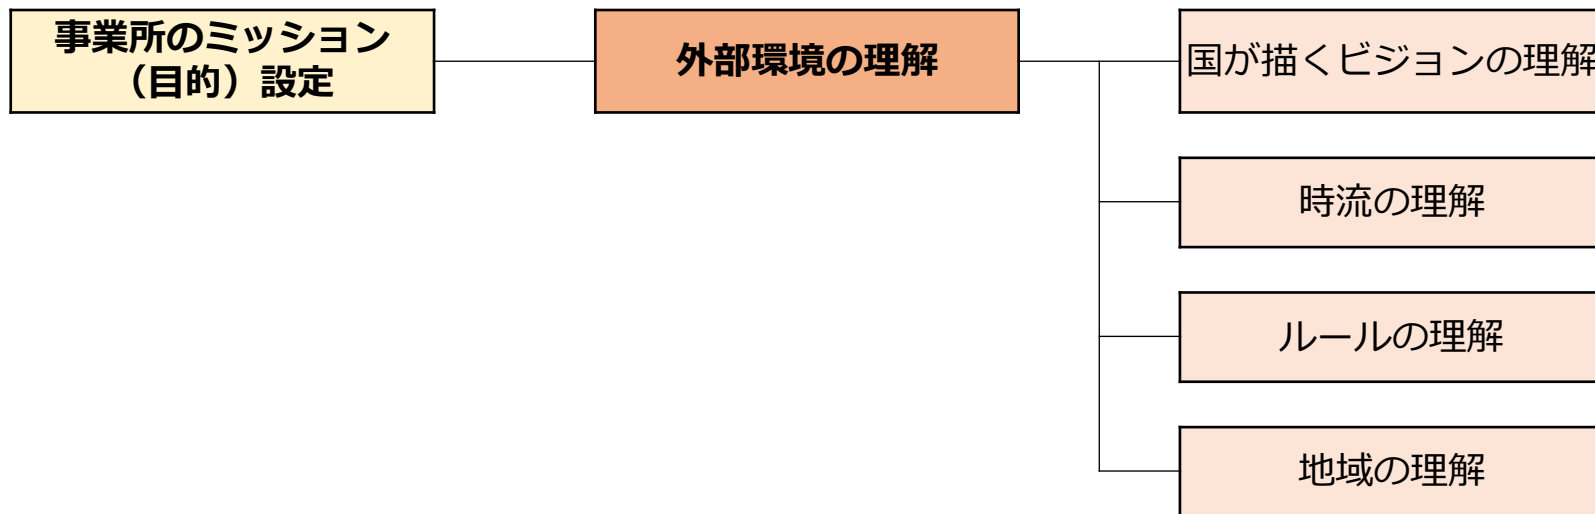 事業所のミッション
（目的）設定
外部環境の理解
国が描くビジョンの理解
時流の理解
ルールの理解
地域の理解